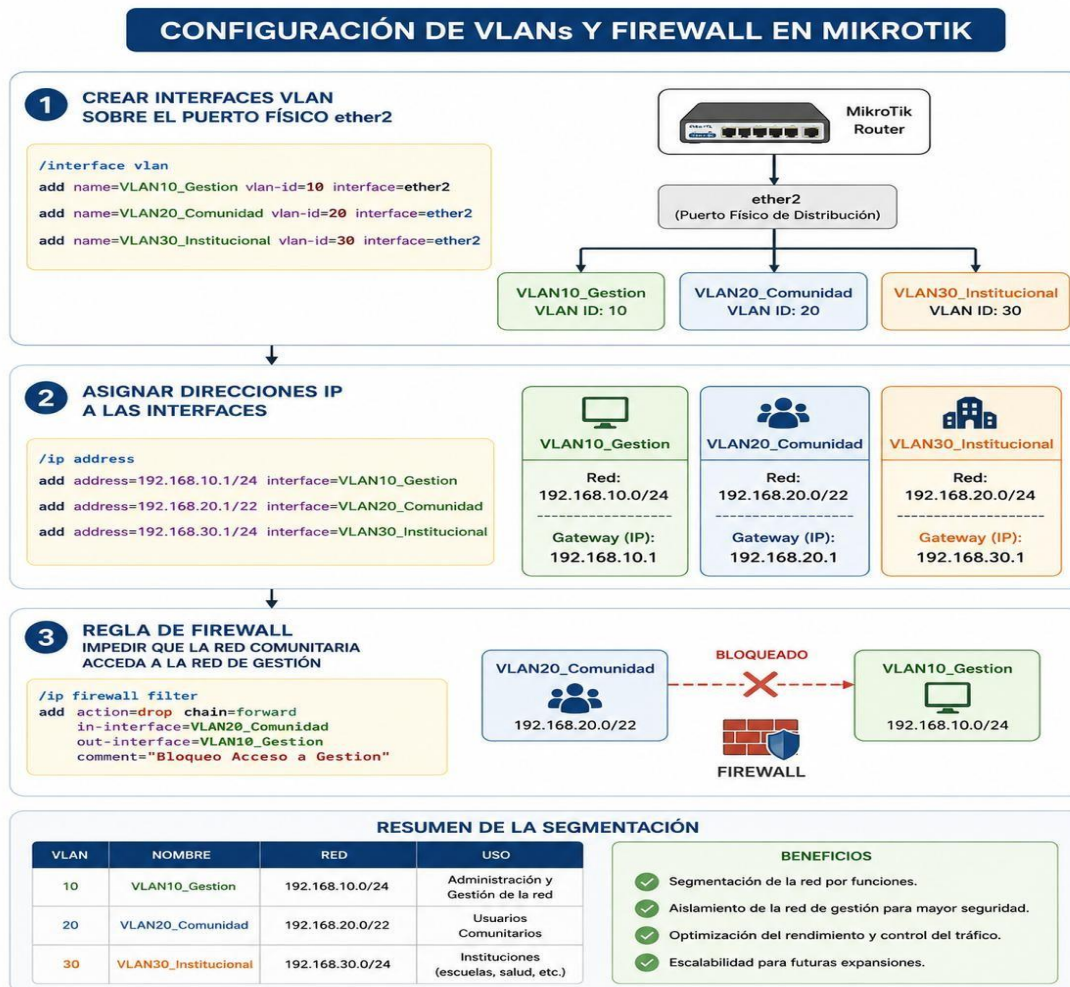 CONFIGURACIÓN DE VLANs Y FIREWALL EN MIKROTIK
1
CREAR INTERFACES VLAN
SOBRE EL PUERTO FÍSICO ether2
/interface vlan
add name=VLAN10_Gestion vlan-id=10 interface=ether2
add name=VLAN20_Comunidad vlan-id=20 interface=ether2
add name=VLAN30_Institucional vlan-id=30 interface=ether2
MikroTik
Router
ether2
(Puerto Físico de Distribución)
VLAN10_Gestion
VLAN ID: 10
VLAN20_Comunidad
VLAN ID: 20
VLAN30_Institucional
VLAN ID: 30
2
ASIGNAR DIRECCIONES IP
A LAS INTERFACES
/ip address
add address=192.168.10.1/24 interface=VLAN10_Gestion
add address=192.168.20.1/22 interface=VLAN20_Comunidad
add address=192.168.30.1/24 interface=VLAN30_Institucional
VLAN10_Gestion
Red:
192.168.10.0/24
Gateway (IP):
192.168.10.1
VLAN20_Comunidad
Red:
192.168.20.0/22
Gateway (IP):
192.168.20.1
VLAN30_Institucional
Red:
192.168.20.0/24
Gateway (IP):
192.168.30.1
3
REGLA DE FIREWALL
IMPEDIR QUE LA RED COMUNITARIA
ACCEDA A LA RED DE GESTIÓN
/ip firewall filter
add action=drop chain=forward
in-interface=VLAN20_Comunidad
out-interface=VLAN10_Gestion
comment="Bloqueo Acceso a Gestion"
VLAN20_Comunidad
192.168.20.0/22
BLOQUEADO
FIREWALL
VLAN10_Gestion
192.168.10.0/24
RESUMEN DE LA SEGMENTACIÓN
VLAN NOMBRE RED USO
10 VLAN10_Gestion 192.168.10.0/24 Administración y
Gestión de la red
20 VLAN20_Comunidad 192.168.20.0/22 Usuarios
Comunitarios
30 VLAN30_Institucional 192.168.30.0/24 Instituciones
(escuelas, salud, etc.)
BENEFICIOS
Segmentación de la red por funciones.
Aislamiento de la red de gestión para mayor seguridad.
Optimización del rendimiento y control del tráfico.
Escalabilidad para futuras expansiones.